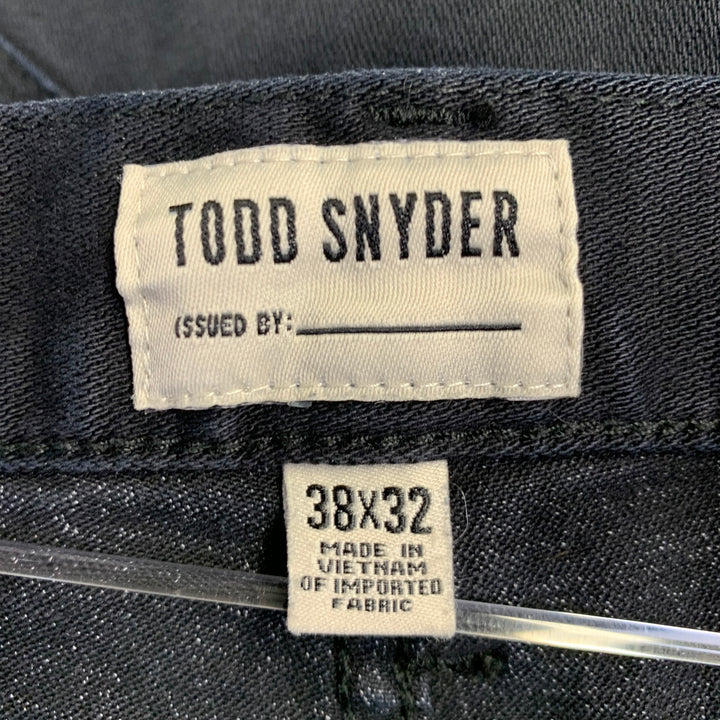 TODD SNYDER
ISSUED BY:
38X32
MADE IN
VIETNAM
OF IMPORTED
FABRIC